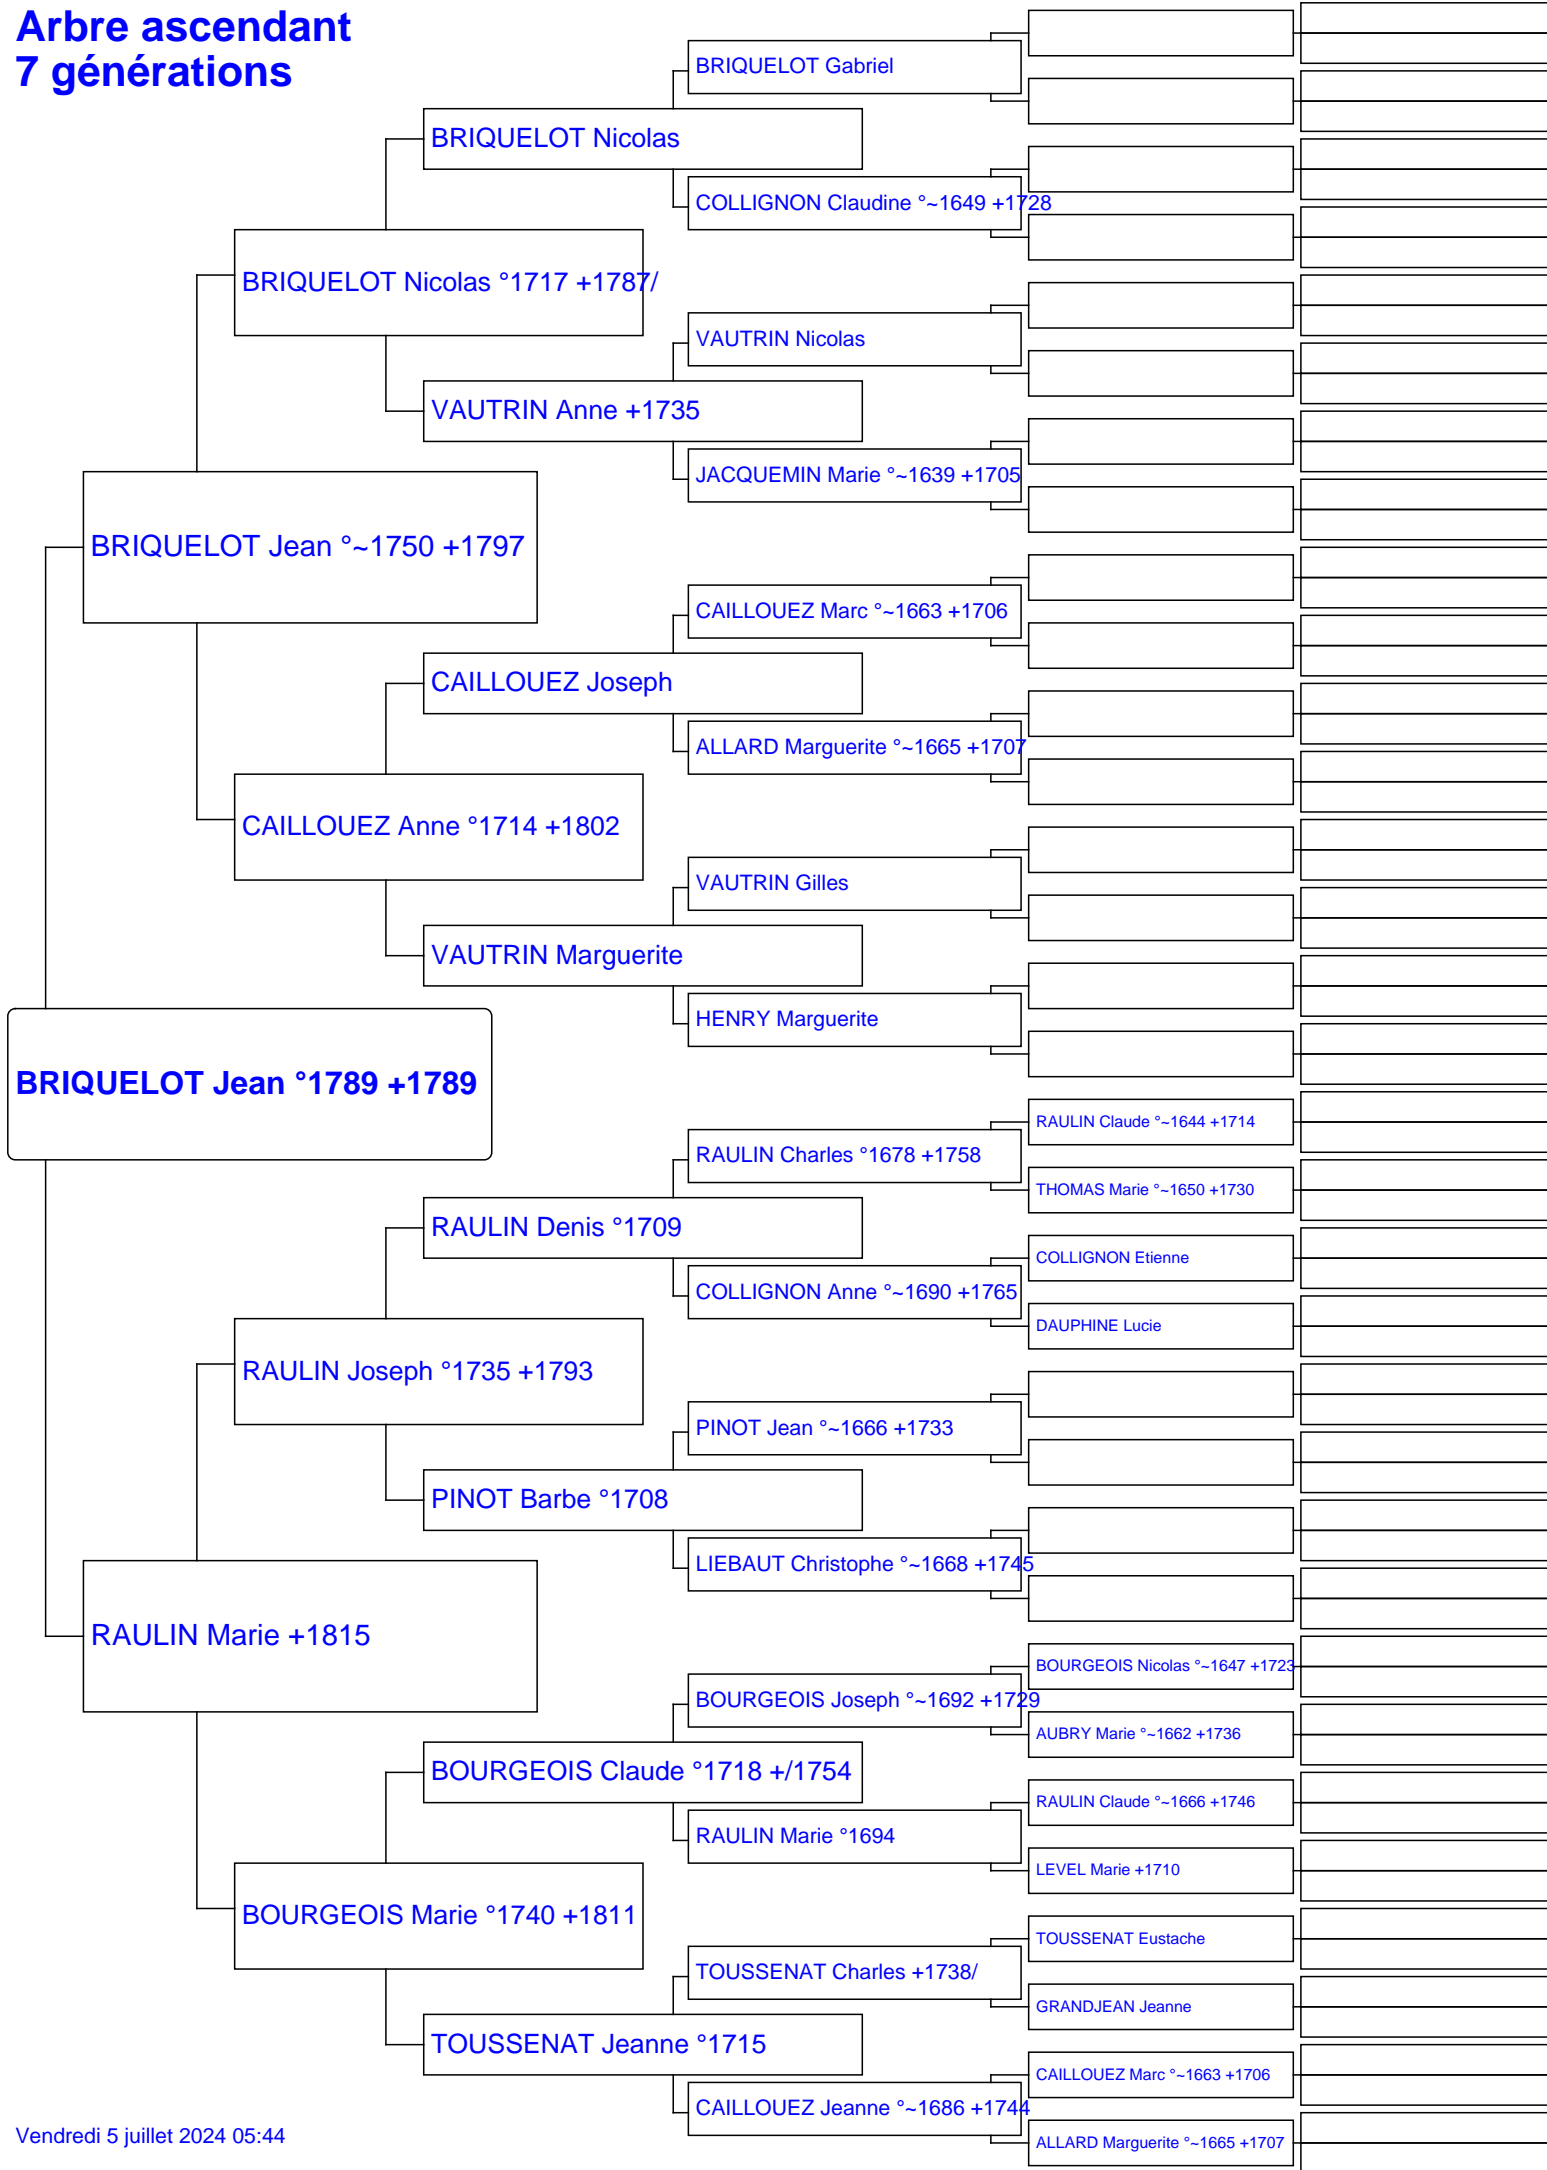 Arbre ascendant
7 générations
BRIQUELOT Gabriel
BRIQUELOT Nicolas
COLLIGNON Claudine °~1649 +1728
BRIQUELOT Nicolas °1717 +1787/
VAUTRIN Nicolas
VAUTRIN Anne +1735
JACQUEMIN Marie °~1639 +1705
BRIQUELOT Jean °~1750 +1797
CAILLOUEZ Marc °~1663 +1706
CAILLOUEZ Joseph
ALLARD Marguerite °~1665 +1707
CAILLOUEZ Anne °1714 +1802
VAUTRIN Gilles
VAUTRIN Marguerite
HENRY Marguerite
BRIQUELOT Jean °1789 +1789
RAULIN Claude °~1644 +1714
RAULIN Charles °1678 +1758
THOMAS Marie °~1650 +1730
RAULIN Denis °1709
COLLIGNON Etienne
COLLIGNON Anne °~1690 +1765
DAUPHINE Lucie
RAULIN Joseph °1735 +1793
PINOT Jean °~1666 +1733
PINOT Barbe °1708
LIEBAUT Christophe °~1668 +1745
RAULIN Marie +1815
BOURGEOIS Nicolas °~1647 +1723
BOURGEOIS Joseph °~1692 +1729
AUBRY Marie °~1662 +1736
BOURGEOIS Claude °1718 +/1754
RAULIN Claude °~1666 +1746
RAULIN Marie °1694
LEVEL Marie +1710
BOURGEOIS Marie °1740 +1811
TOUSSENAT Eustache
TOUSSENAT Charles +1738/
GRANDJEAN Jeanne
TOUSSENAT Jeanne °1715
CAILLOUEZ Marc °~1663 +1706
CAILLOUEZ Jeanne °~1686 +1744
ALLARD Marguerite °~1665 +1707
Vendredi 5 juillet 2024 05:44